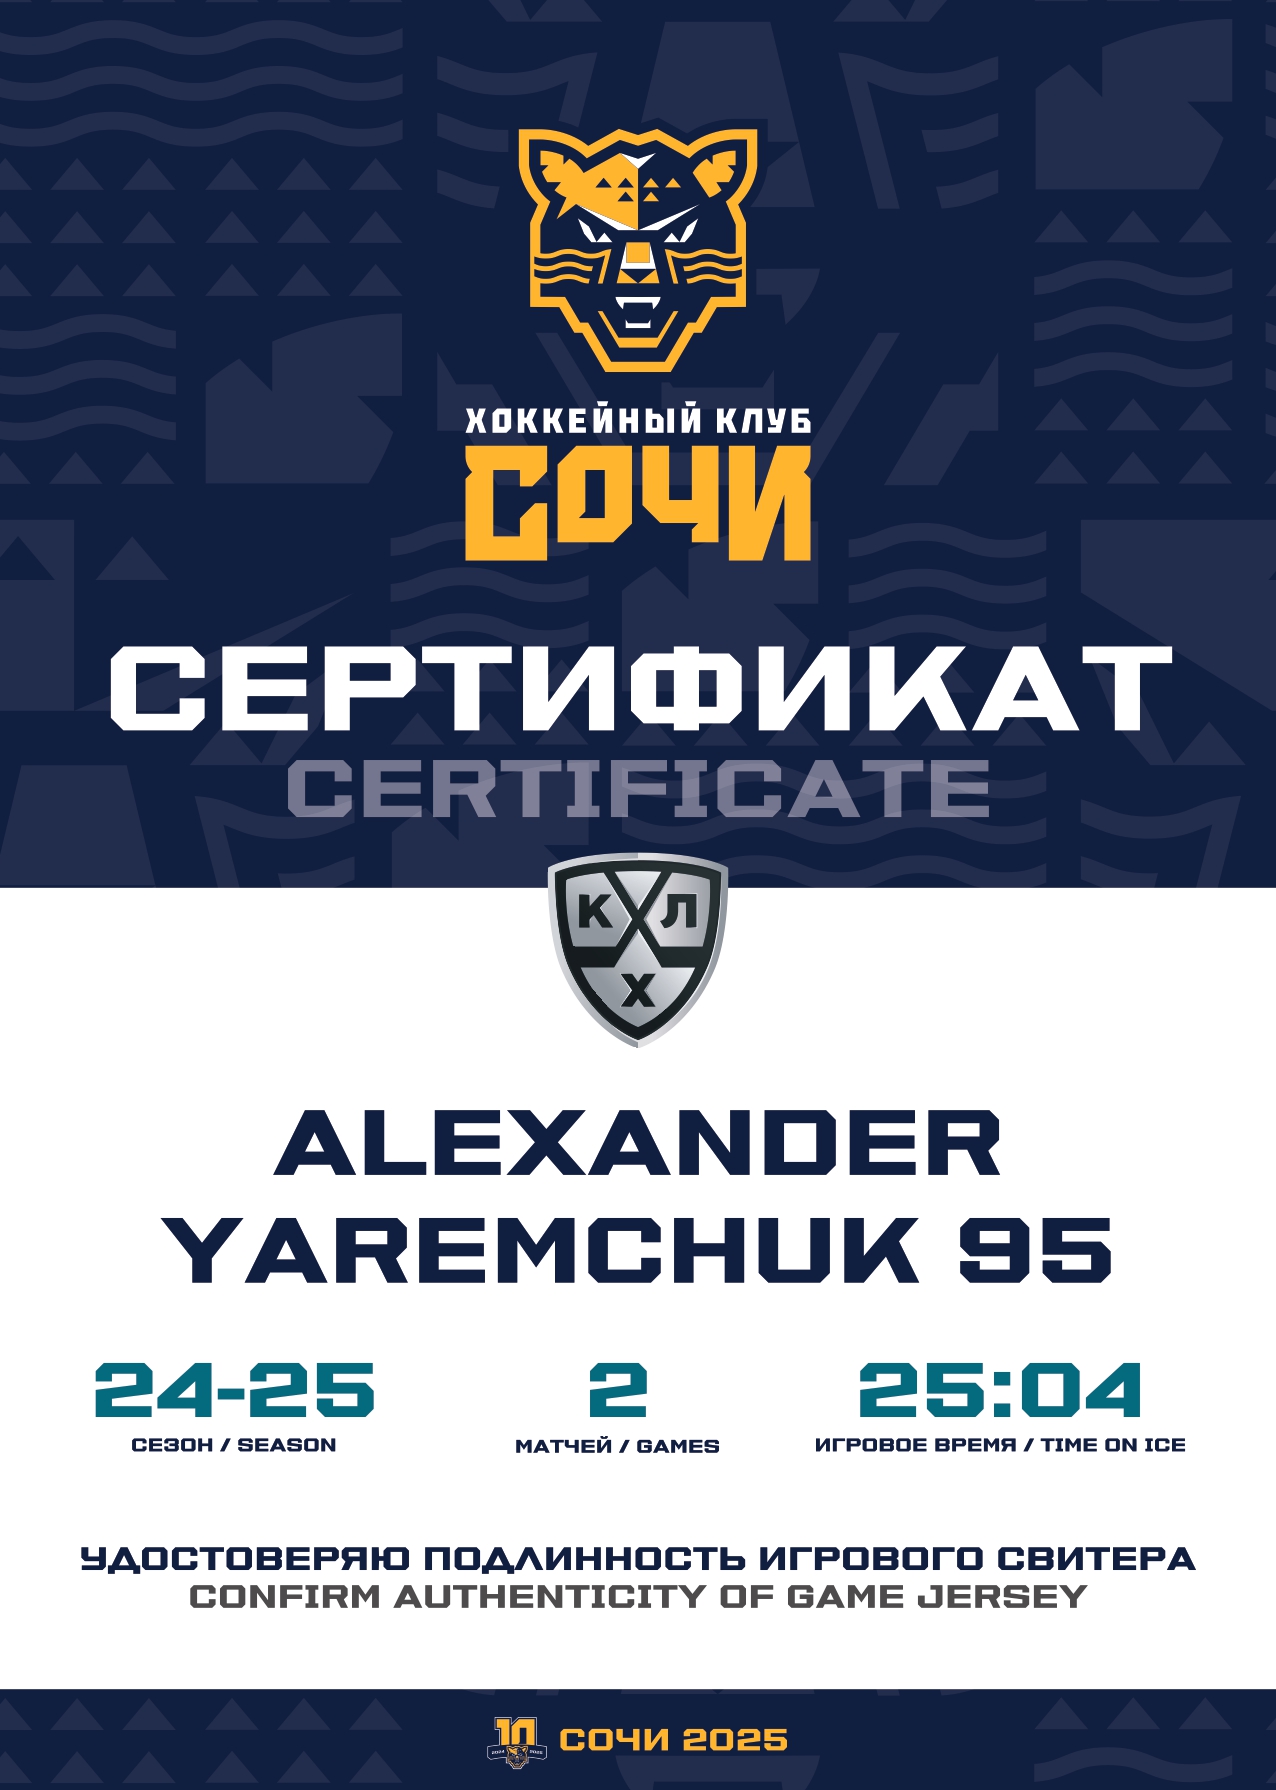 ХОККЕЙНЫЙ КЛУБ
СОЧИ
СЕРТИФИКАТ
CERTIFICATE
К Л
Х
ALEXANDER
YAREMCHUK 95
24-25 2 25:04
СЕЗОН / SEASON МАТЧЕЙ / GAMES ИГРОВОЕ ВРЕМЯ / TIME ON ICE
УДОСТОВЕРЯЮ ПОДЛИННОСТЬ ИГРОВОГО СВИТЕРА
CONFIRM AUTHENTICITY OF GAME JERSEY
10 СОЧИ 2025